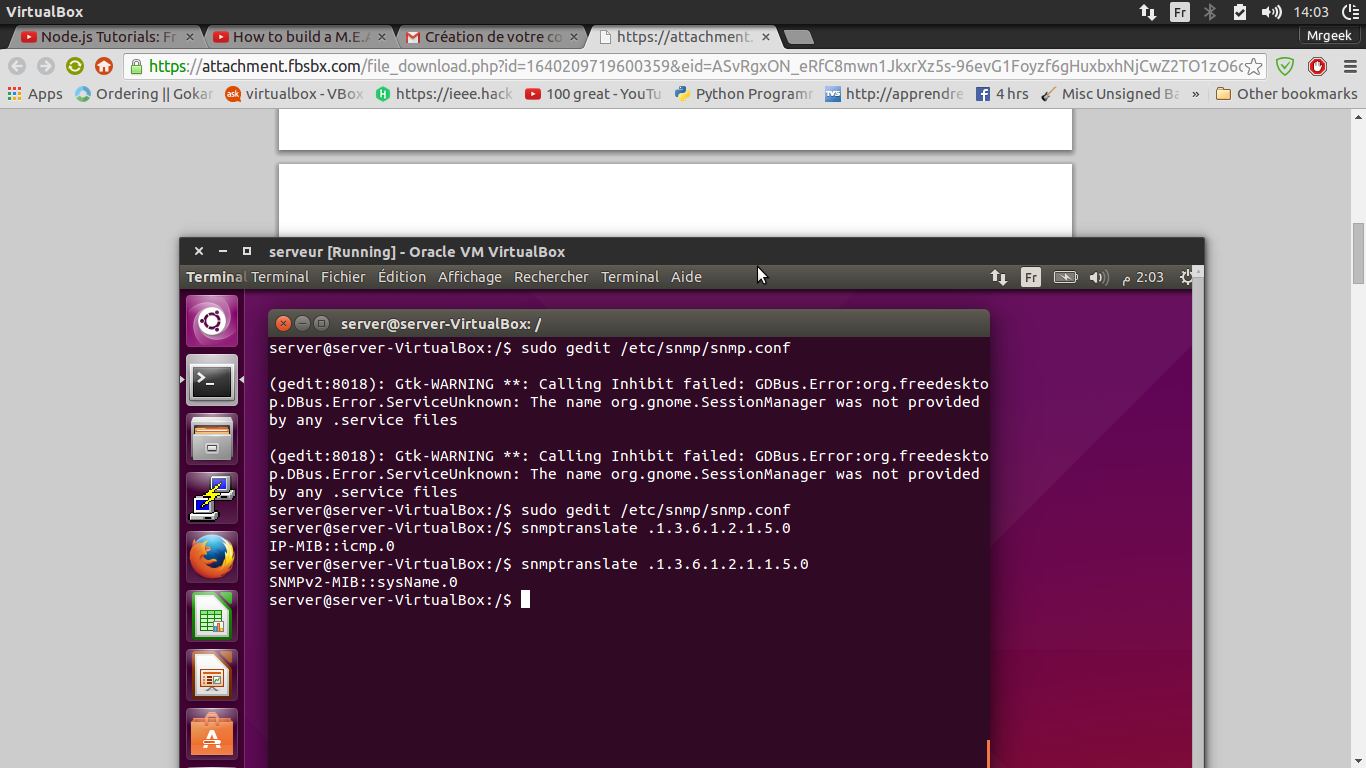 VirtualBox
Fr
14:03
Node.js Tutorials: Fr
How to build a M.E.A
Création de votre co
https://attachment.
Mrgeek
https://attachment.fbsbx.com/file_download.php?id=1640209719600359&eid=ASvRgxON_eRfC8mwn1JkxrXz5s-96evG1Foyzf6gHuxbxhNjCwZ2TO1zO6c
Apps
Ordering || Gokar
ask
virtualbox - VBox
https://ieee.hack
100 great - YouTu
Python Programm
TVS
http://apprendre
4 hrs
Misc Unsigned Ba
»
Other bookmarks
serveur [Running] - Oracle VM VirtualBox
Terminal
Terminal
Fichier
Édition
Affichage
Rechercher
Terminal
Aide
Fr
م 2:03
server@server-VirtualBox: /
server@server-VirtualBox:/$ sudo gedit /etc/snmp/snmp.conf
(gedit:8018): Gtk-WARNING **: Calling Inhibit failed: GDBus.Error:org.freedeskto
p.DBus.Error.ServiceUnknown: The name org.gnome.SessionManager was not provided
by any .service files
(gedit:8018): Gtk-WARNING **: Calling Inhibit failed: GDBus.Error:org.freedeskto
p.DBus.Error.ServiceUnknown: The name org.gnome.SessionManager was not provided
by any .service files
server@server-VirtualBox:/$ sudo gedit /etc/snmp/snmp.conf
server@server-VirtualBox:/$ snmptranslate .1.3.6.1.2.1.5.0
IP-MIB::icmp.0
server@server-VirtualBox:/$ snmptranslate .1.3.6.1.2.1.1.5.0
SNMPv2-MIB::sysName.0
server@server-VirtualBox:/$